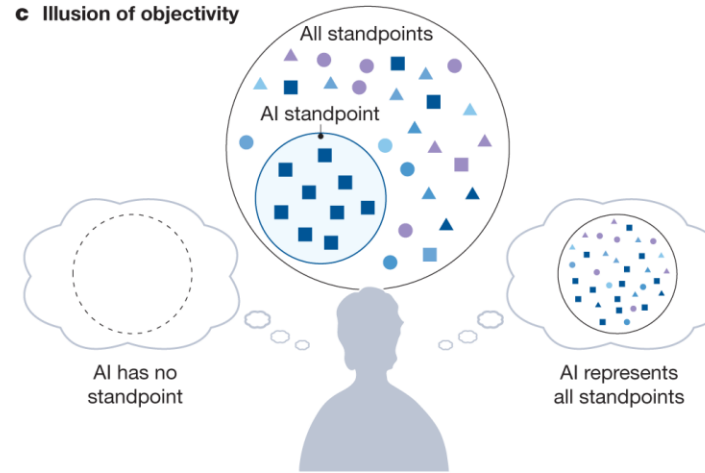 c Illusion of objectivity
All standpoints
AI standpoint
AI has no
standpoint
AI represents
all standpoints